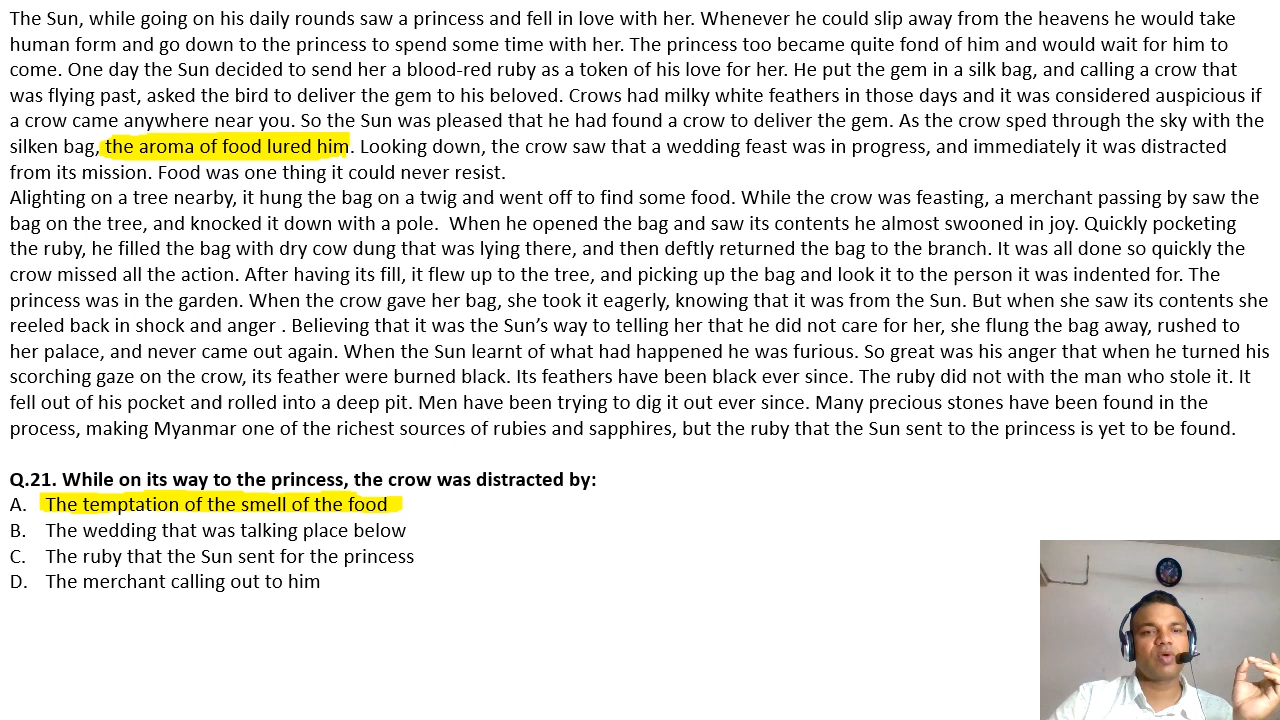 The Sun, while going on his daily rounds saw a princess and fell in love with her. Whenever he could slip away from the heavens he would take
human form and go down to the princess to spend some time with her. The princess too became quite fond of him and would wait for him to
come. One day the Sun decided to send her a blood-red ruby as a token of his love for her. He put the gem in a silk bag, and calling a crow that
was flying past, asked the bird to deliver the gem to his beloved. Crows had milky white feathers in those days and it was considered auspicious if
a crow came anywhere near you. So the Sun was pleased that he had found a crow to deliver the gem. As the crow sped through the sky with the
silken bag, the aroma of food lured him. Looking down, the crow saw that a wedding feast was in progress, and immediately it was distracted
from its mission. Food was one thing it could never resist.
Alighting on a tree nearby, it hung the bag on a twig and went off to find some food. While the crow was feasting, a merchant passing by saw the
bag on the tree, and knocked it down with a pole.  When he opened the bag and saw its contents he almost swooned in joy. Quickly pocketing
the ruby, he filled the bag with dry cow dung that was lying there, and then deftly returned the bag to the branch. It was all done so quickly the
crow missed all the action. After having its fill, it flew up to the tree, and picking up the bag and look it to the person it was indented for. The
princess was in the garden. When the crow gave her bag, she took it eagerly, knowing that it was from the Sun. But when she saw its contents she
reeled back in shock and anger . Believing that it was the Sun’s way to telling her that he did not care for her, she flung the bag away, rushed to
her palace, and never came out again. When the Sun learnt of what had happened he was furious. So great was his anger that when he turned his
scorching gaze on the crow, its feather were burned black. Its feathers have been black ever since. The ruby did not with the man who stole it. It
fell out of his pocket and rolled into a deep pit. Men have been trying to dig it out ever since. Many precious stones have been found in the
process, making Myanmar one of the richest sources of rubies and sapphires, but the ruby that the Sun sent to the princess is yet to be found.
Q.21. While on its way to the princess, the crow was distracted by:
A. The temptation of the smell of the food
B. The wedding that was talking place below
C. The ruby that the Sun sent for the princess
D. The merchant calling out to him